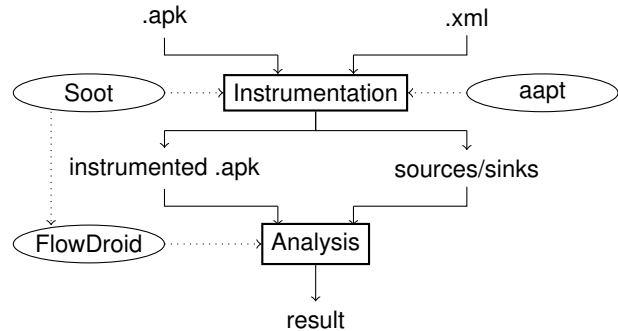 .apk
.xml
Soot
Instrumentation
aapt
instrumented .apk
sources/sinks
FlowDroid
Analysis
result